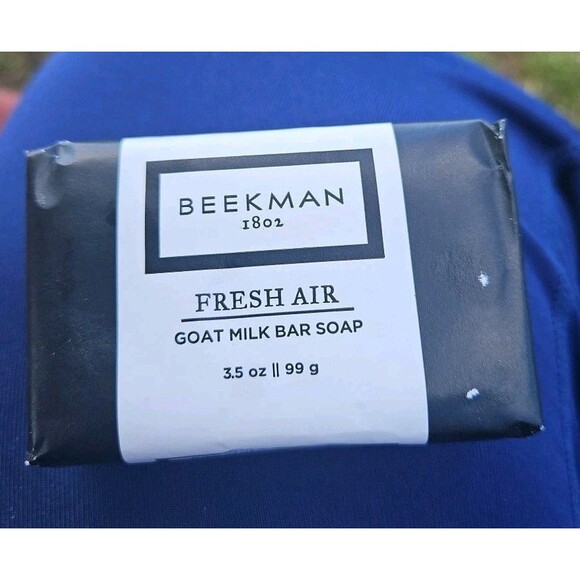 BEEKMAN
1802
FRESH AIR
GOAT MILK BAR SOAP
3.5 oz || 99 g